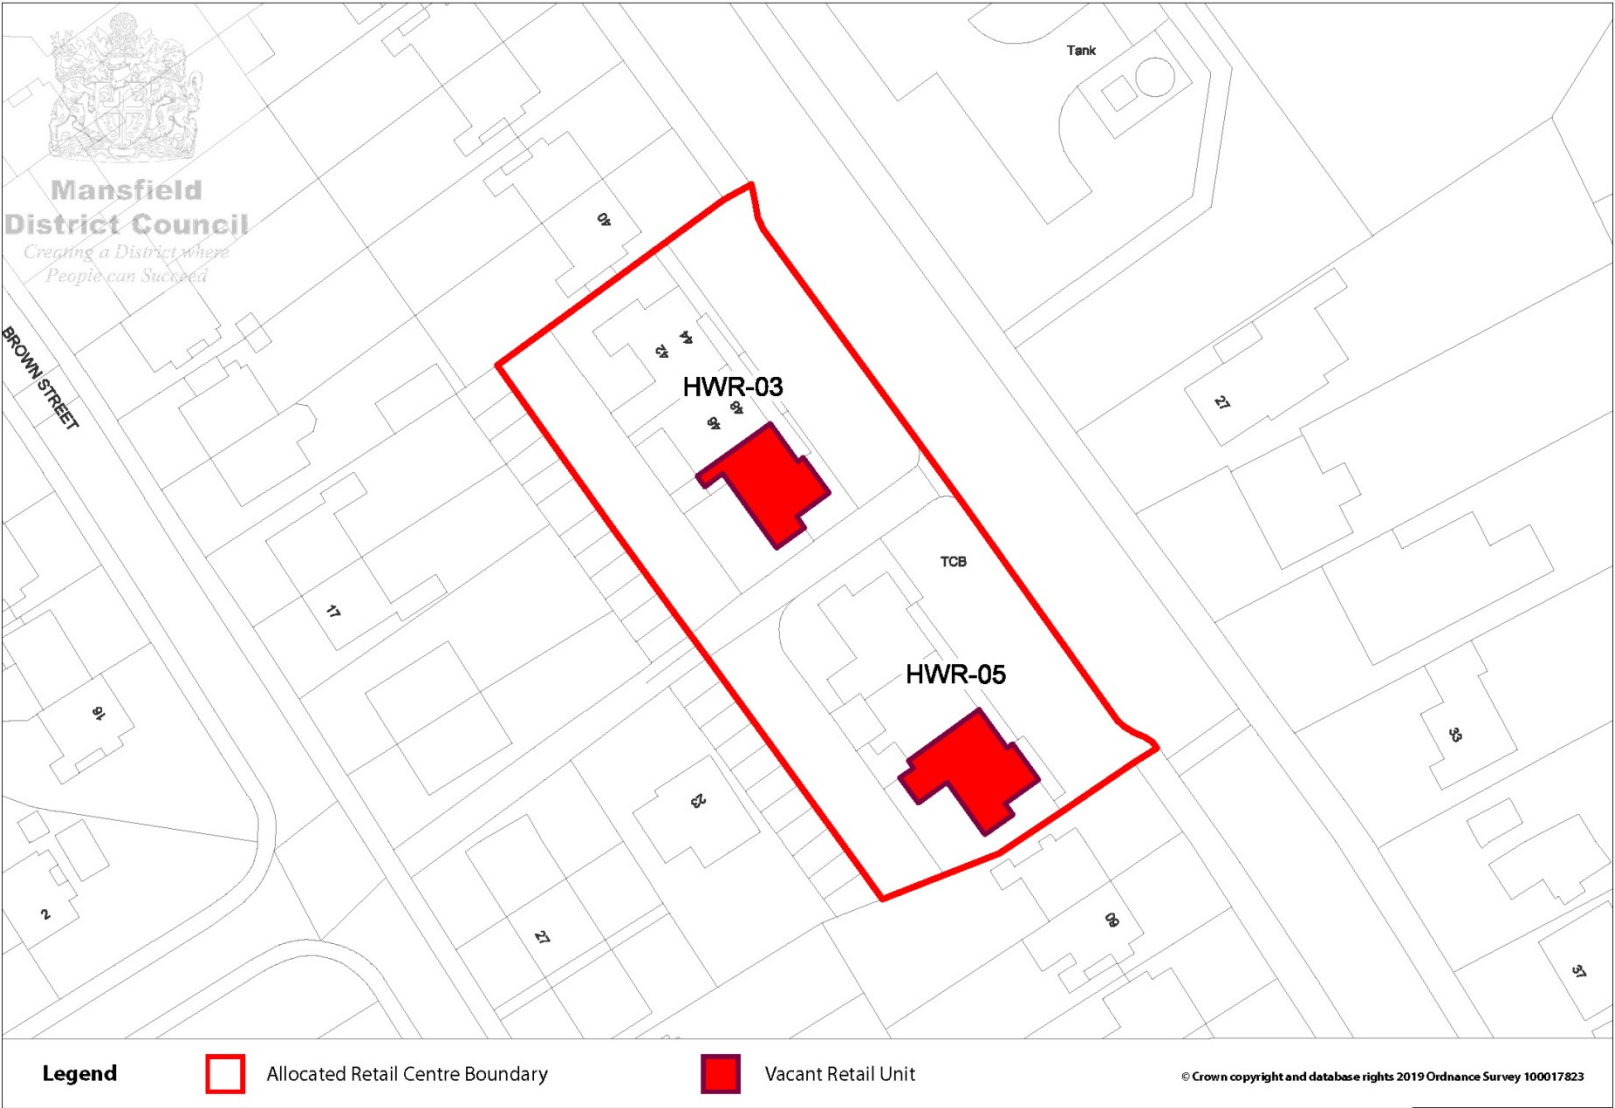 Mansfield
District Council
Creating a District where
People can Succeed
Tank
40
BROWN STREET
44
42
HWR-03
48
46
27
TCB
17
HWR-05
16
33
23
2
27
60
37
Legend
Allocated Retail Centre Boundary
Vacant Retail Unit
© Crown copyright and database rights 2019 Ordnance Survey 100017823